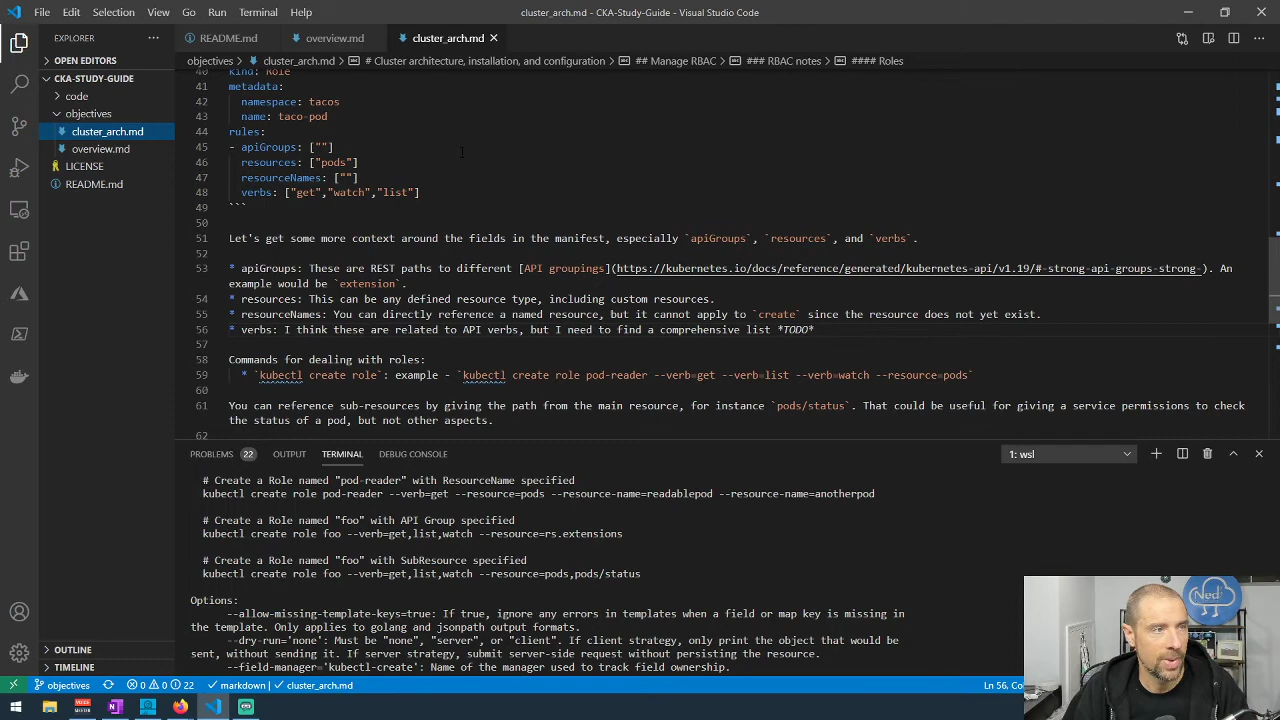 File Edit Selection View Go Run Terminal Help
cluster_arch.md - CKA-Study-Guide - Visual Studio Code
EXPLORER
README.md
overview.md
cluster_arch.md
OPEN EDITORS
objectives > cluster_arch.md > # Cluster architecture, installation, and configuration > ## Manage RBAC > ### RBAC notes > #### Roles
CKA-STUDY-GUIDE
code
objectives
cluster_arch.md
overview.md
LICENSE
README.md
40 kind: Role
41 metadata:
42 namespace: tacos
43 name: taco-pod
44 rules:
45 - apiGroups: [""]
46 resources: ["pods"]
47 resourceNames: [""]
48 verbs: ["get","watch","list"]
49 ```
50
51 Let's get some more context around the fields in the manifest, especially `apiGroups`, `resources`, and `verbs`.
52
53 * apiGroups: These are REST paths to different [API groupings](https://kubernetes.io/docs/reference/generated/kubernetes-api/v1.19/#-strong-api-groups-strong-). An
example would be `extension`.
54 * resources: This can be any defined resource type, including custom resources.
55 * resourceNames: You can directly reference a named resource, but it cannot apply to `create` since the resource does not yet exist.
56 * verbs: I think these are related to API verbs, but I need to find a comprehensive list *TODO*
57
58 Commands for dealing with roles:
59 * `kubectl create role`: example - `kubectl create role pod-reader --verb=get --verb=list --verb=watch --resource=pods`
60
61 You can reference sub-resources by giving the path from the main resource, for instance `pods/status`. That could be useful for giving a service permissions to check
the status of a pod, but not other aspects.
62
PROBLEMS 22 OUTPUT TERMINAL DEBUG CONSOLE
1: wsl
# Create a Role named "pod-reader" with ResourceName specified
kubectl create role pod-reader --verb=get --resource=pods --resource-name=readablepod --resource-name=anotherpod
# Create a Role named "foo" with API Group specified
kubectl create role foo --verb=get,list,watch --resource=rs.extensions
# Create a Role named "foo" with SubResource specified
kubectl create role foo --verb=get,list,watch --resource=pods,pods/status
Options:
--allow-missing-template-keys=true: If true, ignore any errors in templates when a field or map key is missing in
the template. Only applies to golang and jsonpath output formats.
--dry-run='none': Must be "none", "server", or "client". If client strategy, only print the object that would be
sent, without sending it. If server strategy, submit server-side request without persisting the resource.
--field-manager='kubectl-create': Name of the manager used to track field ownership.
OUTLINE
TIMELINE
objectives 0 0 22 markdown cluster_arch.md Ln 56, Co
Ned